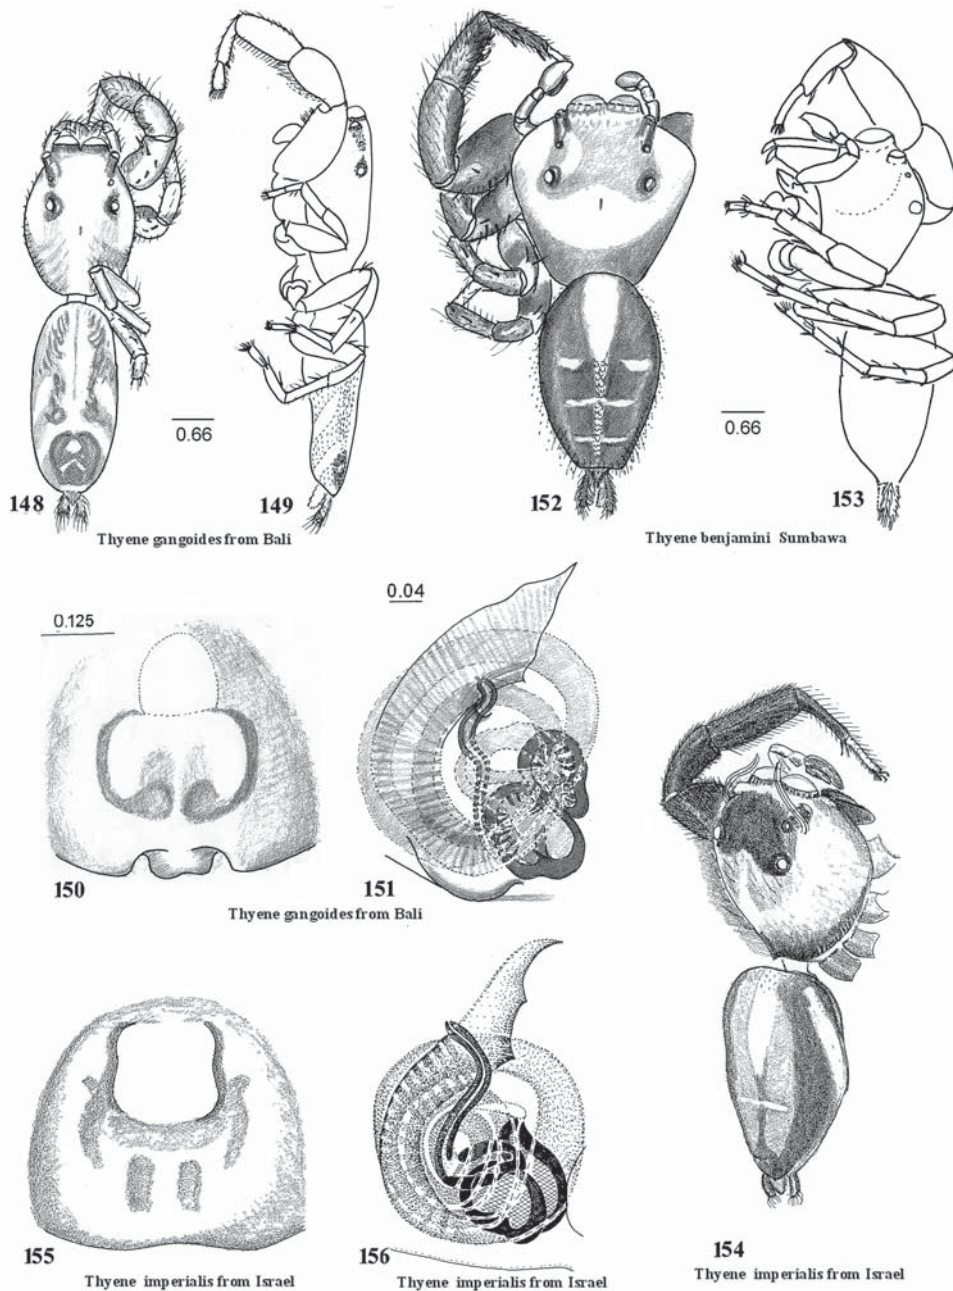 0.66
0.66
148
149
152
153
Thyene gangoides from Bali
Thyene benjamini Sumbawa
0.125
0.04
150
151
Thyene gangoides from Bali
155
156
154
Thyene imperialis from Israel
Thyene imperialis from Israel
Thyene imperialis from Israel